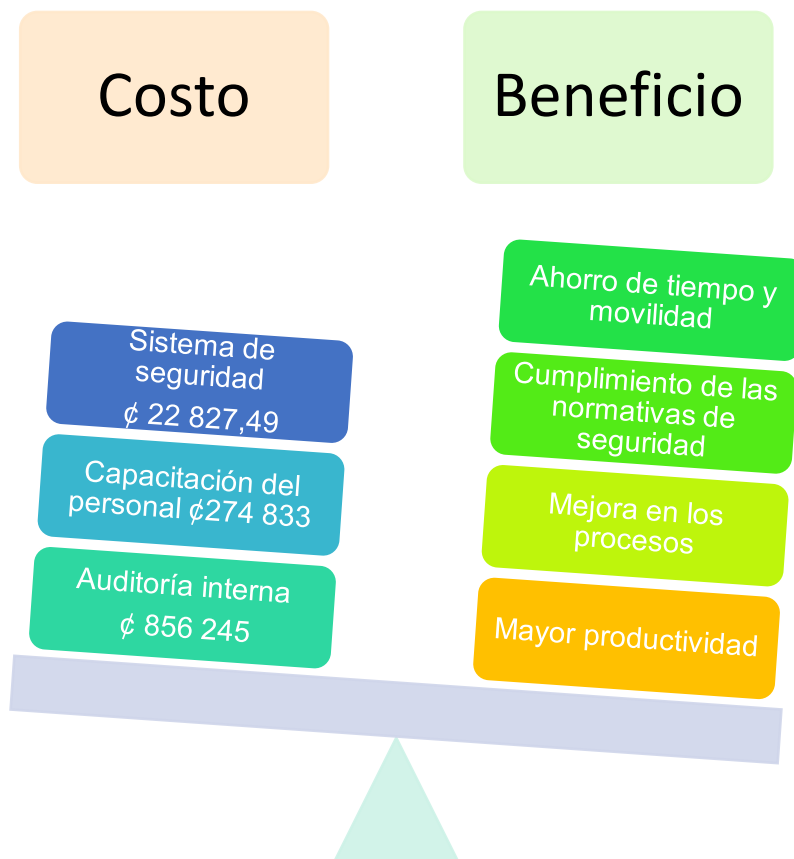 Costo
Beneficio
Sistema de
seguridad
₡ 22 827,49
Capacitación del
personal ₡274 833
Auditoría interna
₡ 856 245
Ahorro de tiempo y
movilidad
Cumplimiento de las
normativas de
seguridad
Mejora en los
procesos
Mayor productividad